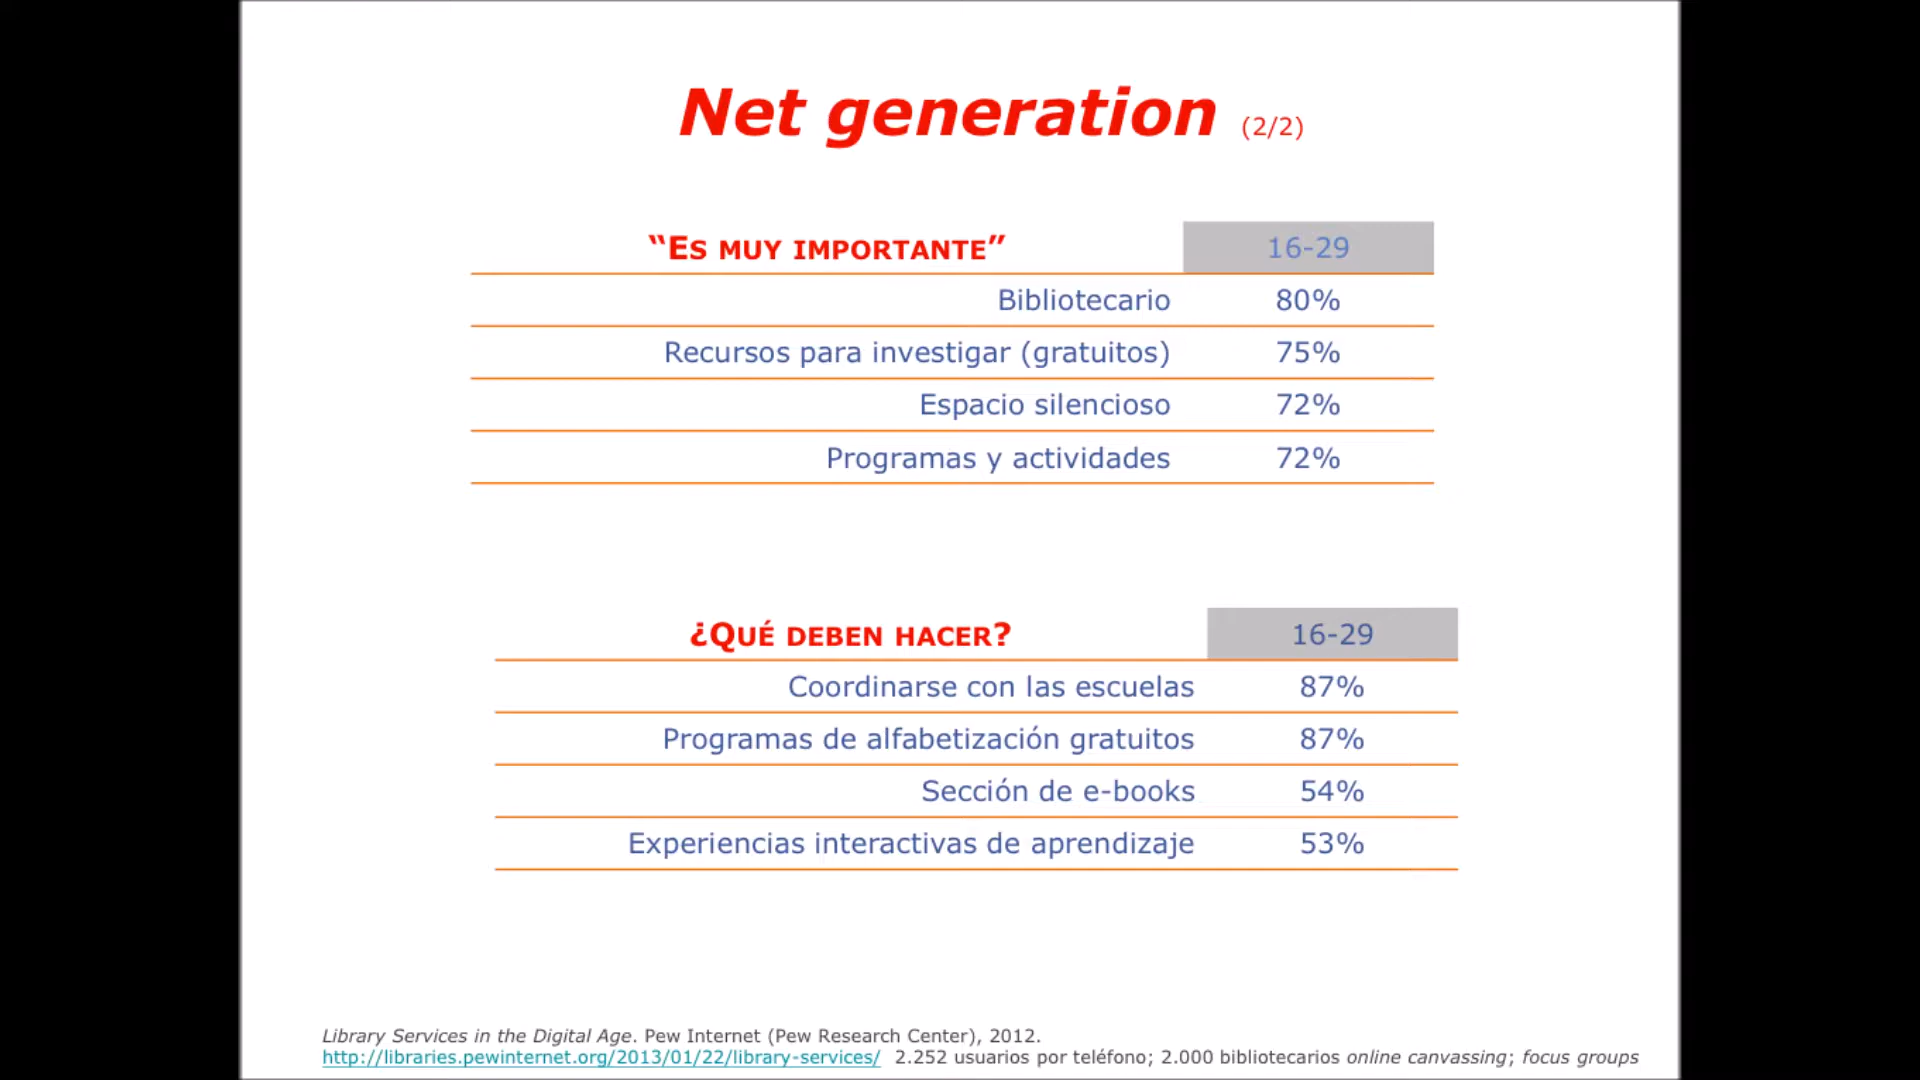 Net generation (2/2)
“ES MUY IMPORTANTE” 16-29
Bibliotecario 80%
Recursos para investigar (gratuitos) 75%
Espacio silencioso 72%
Programas y actividades 72%
¿QUÉ DEBEN HACER? 16-29
Coordinarse con las escuelas 87%
Programas de alfabetización gratuitos 87%
Sección de e-books 54%
Experiencias interactivas de aprendizaje 53%
Library Services in the Digital Age. Pew Internet (Pew Research Center), 2012.
http://libraries.pewinternet.org/2013/01/22/library-services/ 2.252 usuarios por teléfono; 2.000 bibliotecarios online canvassing; focus groups